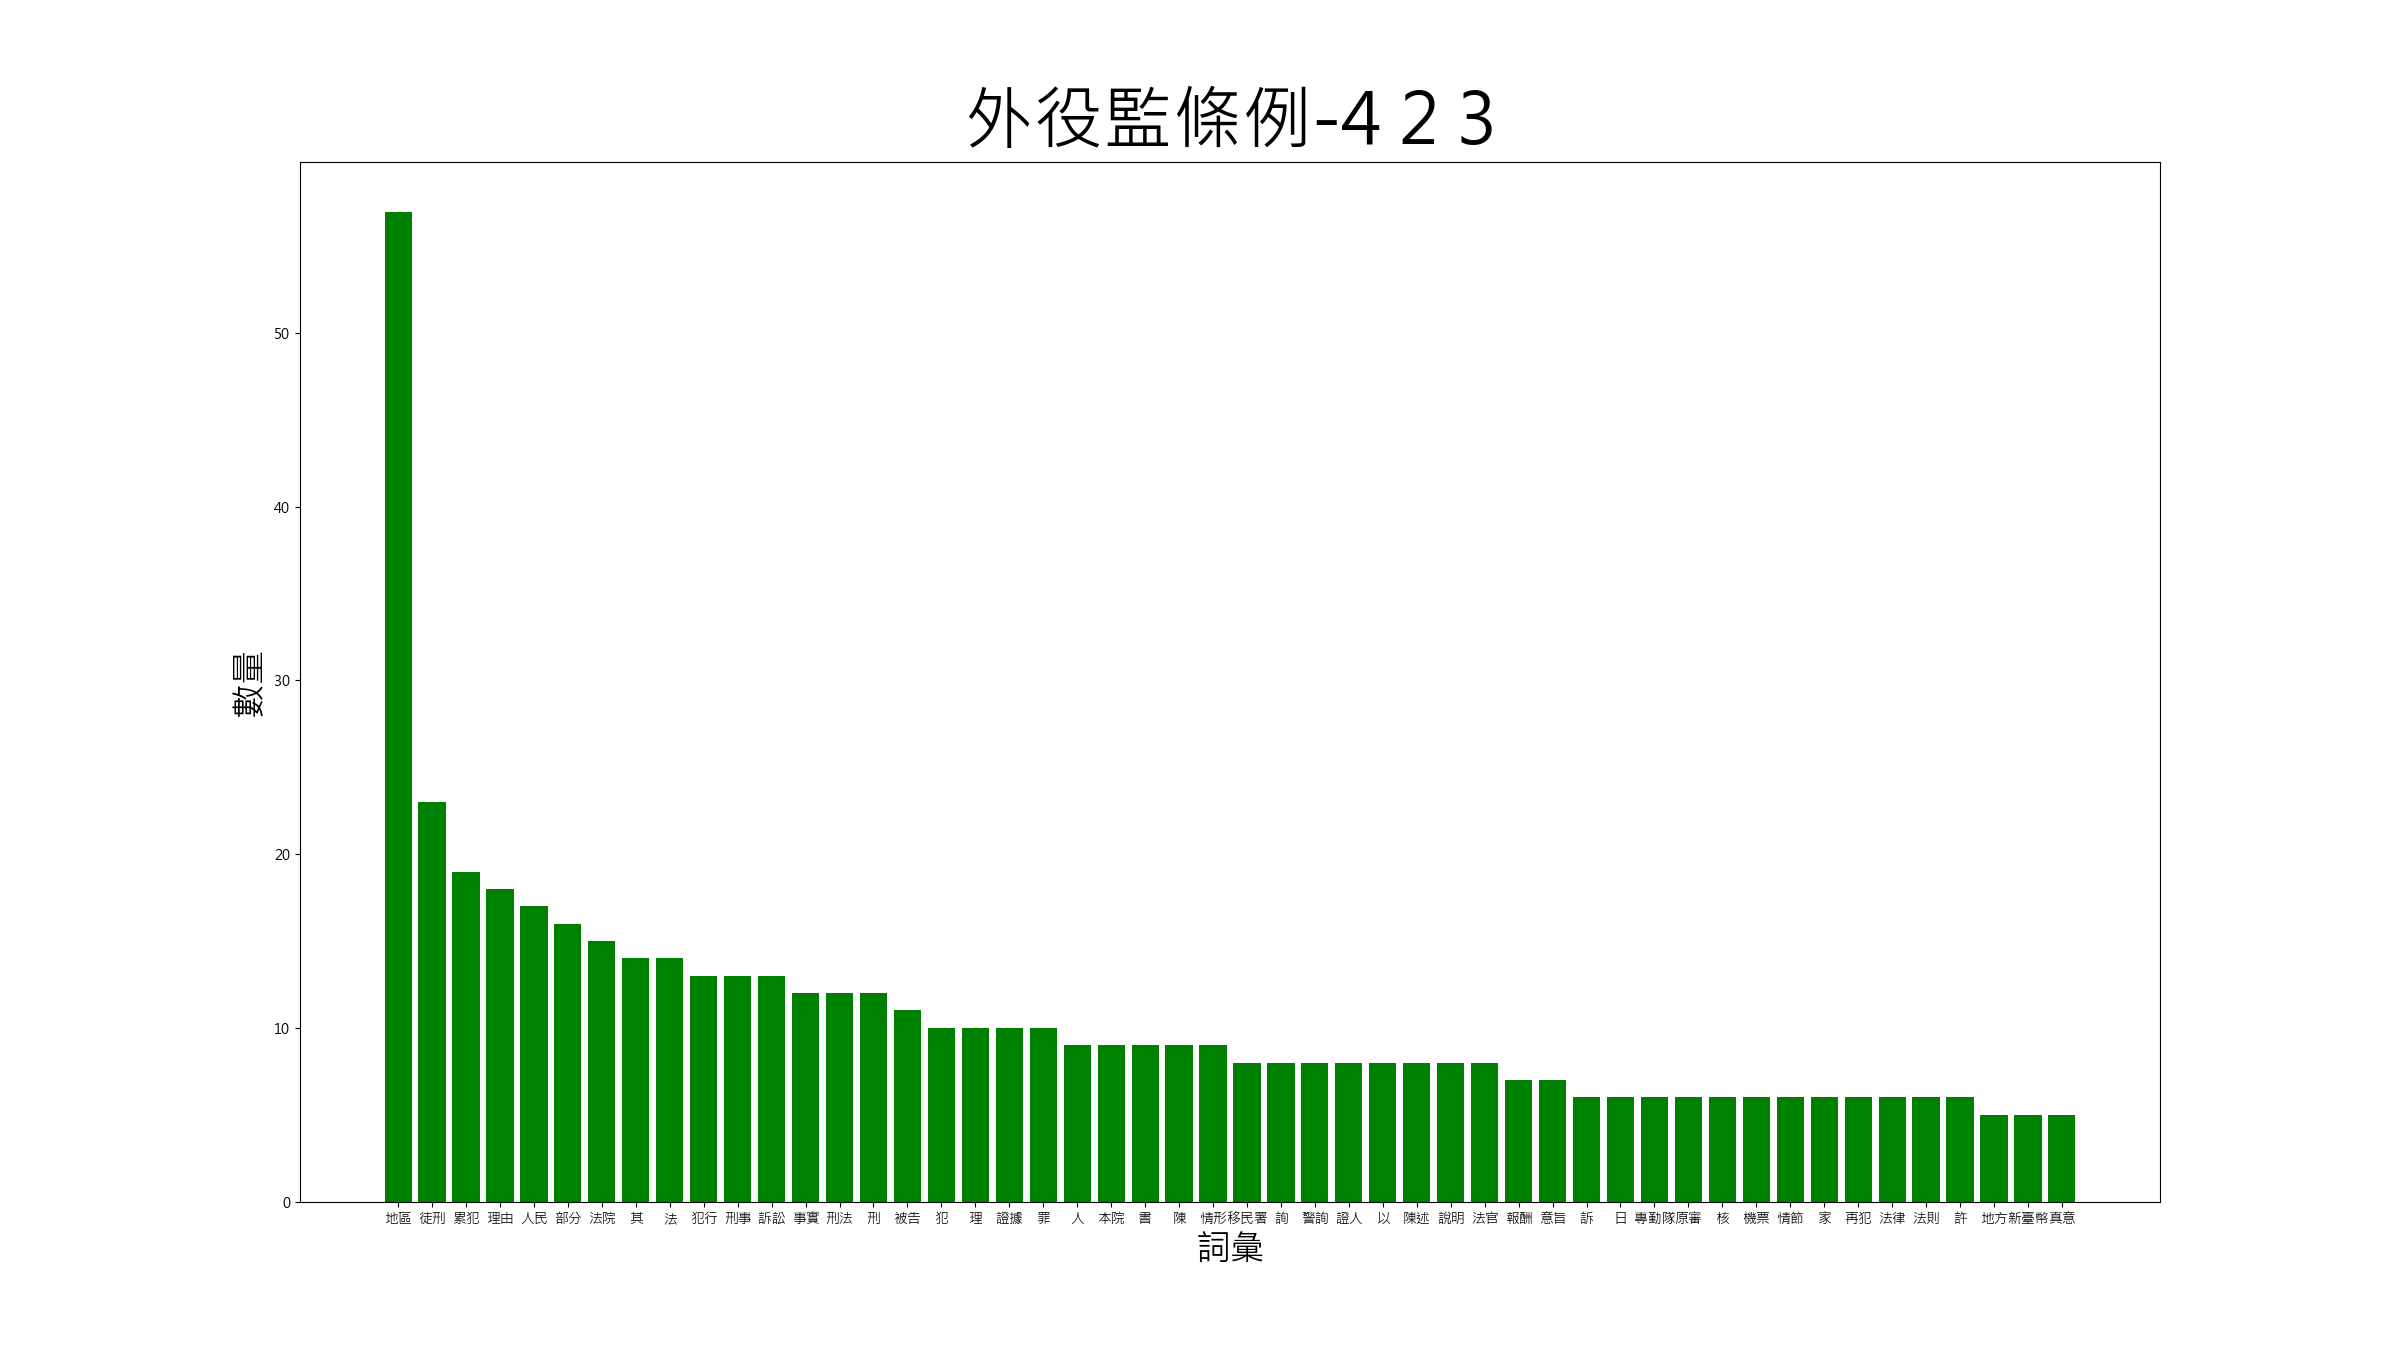 外役監條例-4 2 3
數量
50
40
30
20
10
0
地區 徒刑 累犯 理由 人民 部分 法院 其 法 犯行 刑事 訴訟 事實 刑法 刑 被告 犯 理 證據 罪 人 本院 書 陳 情形 移民署 詢 警詢 證人 以 陳述 說明 法官 報酬 意旨 訴 日 專勤隊 原審 核 機票 情節 家 再犯 法律 法則 許 地方 新臺幣 真意
詞彙